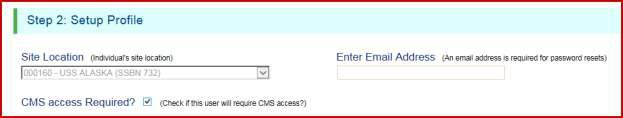 Step 2: Setup Profile
Site Location (Individual's site location) Enter Email Address (An email address is required for password resets)
000160 - USS ALASKA (SSBN 732)
CMS access Required? (Check if this user will require CMS access?)